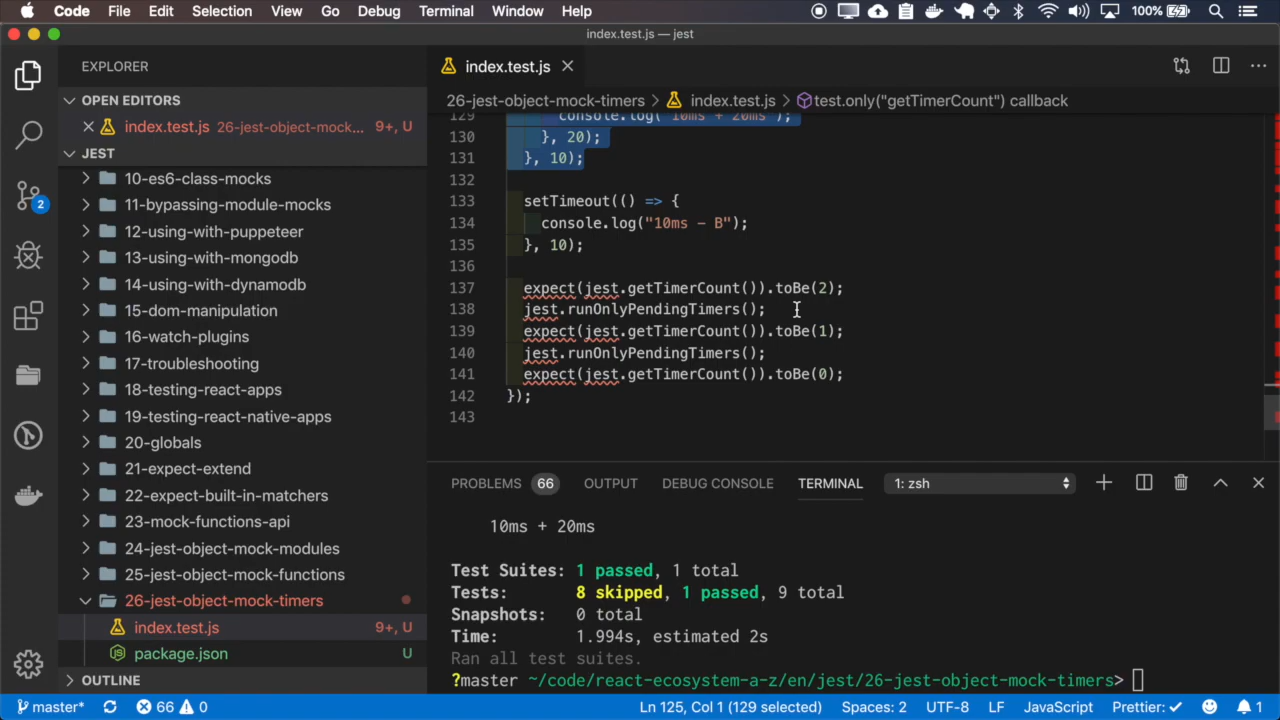 Code File Edit Selection View Go Debug Terminal Window Help 100%
index.test.js — jest
EXPLORER
OPEN EDITORS
index.test.js 26-jest-object-mock... 9+, U
JEST
10-es6-class-mocks
11-bypassing-module-mocks
12-using-with-puppeteer
13-using-with-mongodb
14-using-with-dynamodb
15-dom-manipulation
16-watch-plugins
17-troubleshooting
18-testing-react-apps
19-testing-react-native-apps
20-globals
21-expect-extend
22-expect-built-in-matchers
23-mock-functions-api
24-jest-object-mock-modules
25-jest-object-mock-functions
26-jest-object-mock-timers
index.test.js 9+, U
package.json U
OUTLINE
2
index.test.js
26-jest-object-mock-timers > index.test.js > test.only("getTimerCount") callback
129 console.log("10ms + 20ms");
130 }, 20);
131 }, 10);
132
133 setTimeout(() => {
134 console.log("10ms - B");
135 }, 10);
136
137 expect(jest.getTimerCount()).toBe(2);
138 jest.runOnlyPendingTimers();
139 expect(jest.getTimerCount()).toBe(1);
140 jest.runOnlyPendingTimers();
141 expect(jest.getTimerCount()).toBe(0);
142 });
143
PROBLEMS 66 OUTPUT DEBUG CONSOLE TERMINAL 1: zsh
10ms + 20ms
Test Suites: 1 passed, 1 total
Tests: 8 skipped, 1 passed, 9 total
Snapshots: 0 total
Time: 1.994s, estimated 2s
Ran all test suites.
?master ~/code/react-ecosystem-a-z/en/jest/26-jest-object-mock-timers>
master* 66 0 Ln 125, Col 1 (129 selected) Spaces: 2 UTF-8 LF JavaScript Prettier: ✓ 1